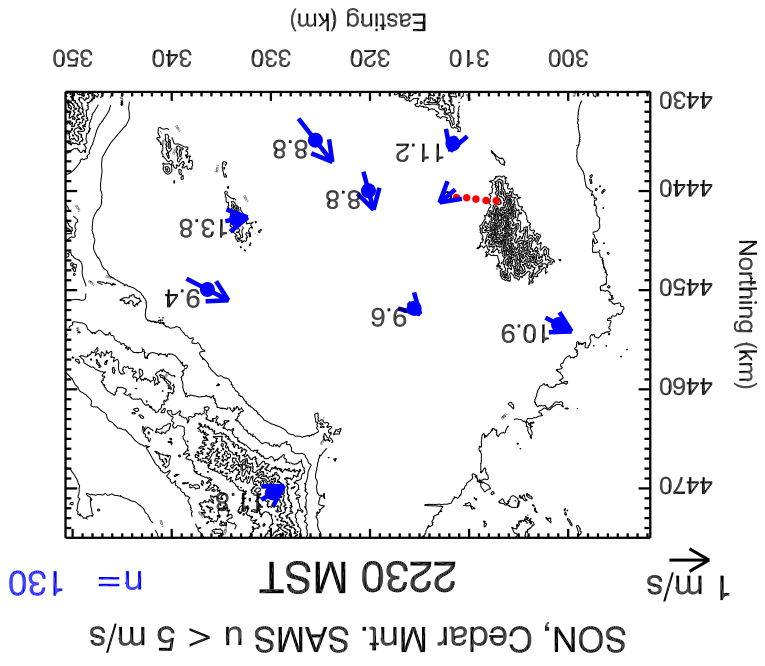 SON, Cedar Mnt. SAMS u < 5 m/s
1 m/s
2230 MST
n= 130
Northing (km)
4470
4460
4450
4440
4430
11.8
10.9
9.6
9.4
13.8
8.8
11.2
8.8
300 310 320 330 340 350
Easting (km)